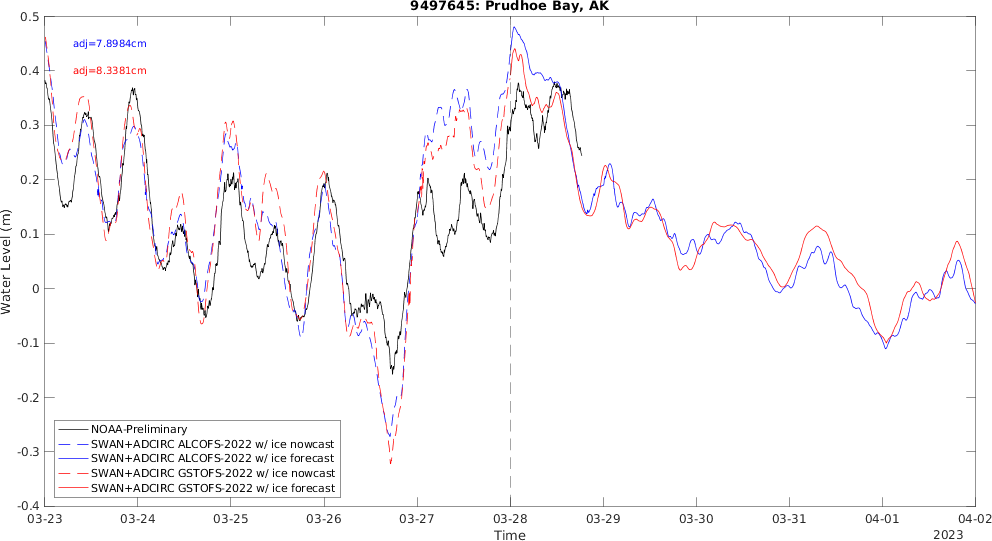 9497645: Prudhoe Bay, AK
0.5
adj=7.8984cm
0.4
adj=8.3381cm
0.3
0.2
0.1
Water Level (m)
0
-0.1
-0.2
-0.3
-0.4
NOAA-Preliminary
SWAN+ADCIRC ALCOFS-2022 w/ ice nowcast
SWAN+ADCIRC ALCOFS-2022 w/ ice forecast
SWAN+ADCIRC GSTOFS-2022 w/ ice nowcast
SWAN+ADCIRC GSTOFS-2022 w/ ice forecast
03-23 03-24 03-25 03-26 03-27 03-28 03-29 03-30 03-31 04-01 04-02
Time
2023